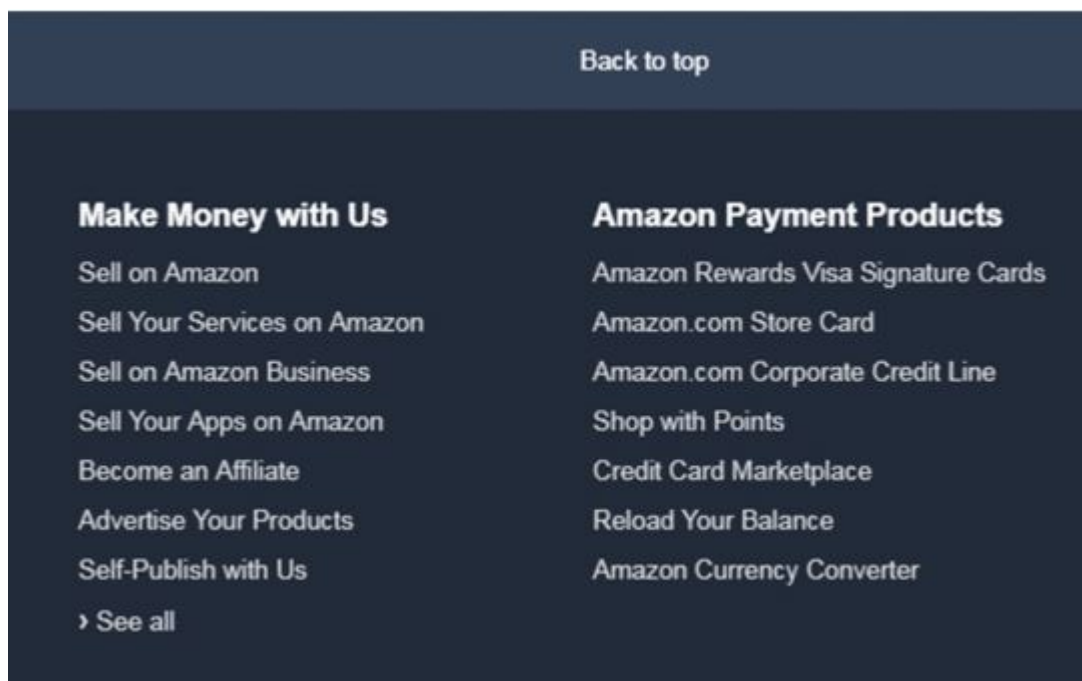 Back to top
Make Money with Us
Sell on Amazon
Sell Your Services on Amazon
Sell on Amazon Business
Sell Your Apps on Amazon
Become an Affiliate
Advertise Your Products
Self-Publish with Us
› See all
Amazon Payment Products
Amazon Rewards Visa Signature Cards
Amazon.com Store Card
Amazon.com Corporate Credit Line
Shop with Points
Credit Card Marketplace
Reload Your Balance
Amazon Currency Converter